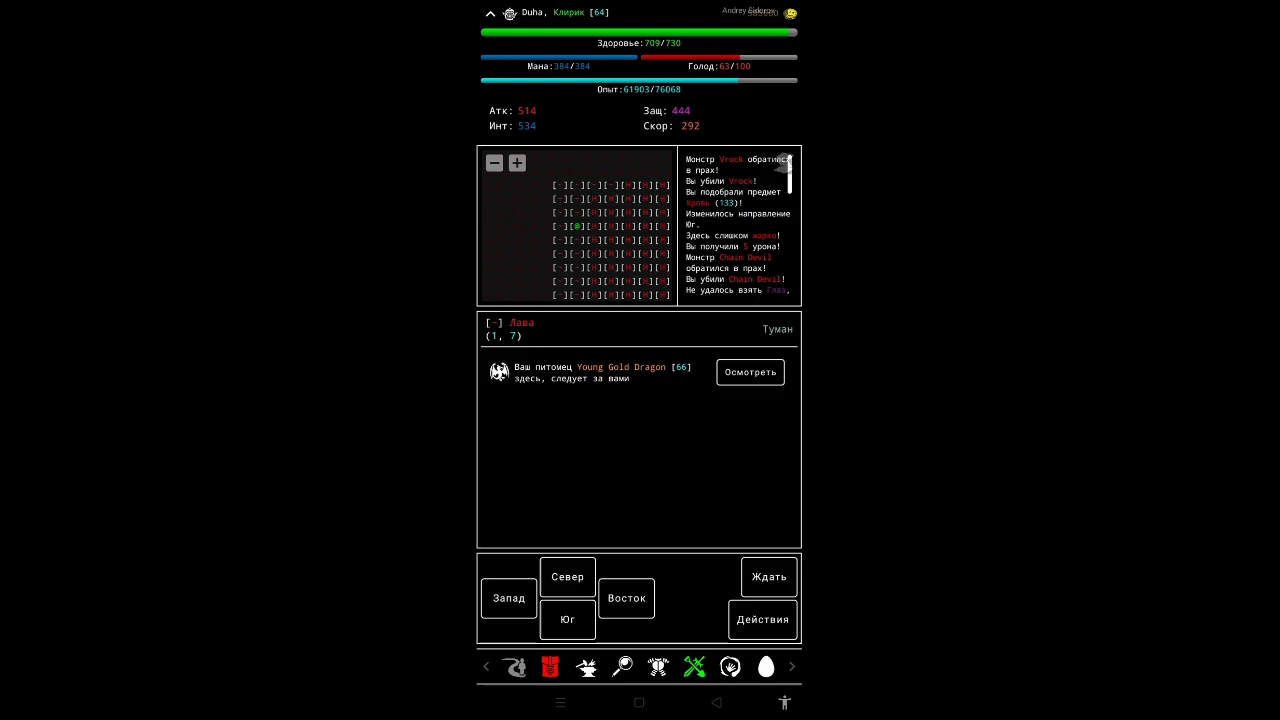 Duha, Клирик [64]
Andrey Sidorov
Здоровье:709/730
Мана:384/384
Голод:63/100
Опыт:61903/76068
Атк: 514
Защ: 444
Инт: 534
Скор: 292
[~][~][~][~][H][H][H]
[~][~][H][H][H][H][H]
[~][~][H][H][H][H][H]
[~][@][H][H][H][H][H]
[~][~][H][H][H][H][H]
[~][~][H][H][H][H][H]
[~][~][H][H][H][H][H]
[~][~][H][H][H][H][H]
[~][~][H][H][H][H][H]
Монстр Vrock обратился
в прах!
Вы убили Vrock!
Вы подобрали предмет
Кровь (133)!
Изменилось направление
Юг.
Здесь слишком жарко!
Вы получили 5 урона!
Монстр Chain Devil
обратился в прах!
Вы убили Chain Devil!
Не удалось взять Глаз,
[~] Лава
(1, 7)
Туман
Ваш питомец Young Gold Dragon [66]
здесь, следует за вами
Осмотреть
Север
Ждать
Запад
Восток
Юг
Действия